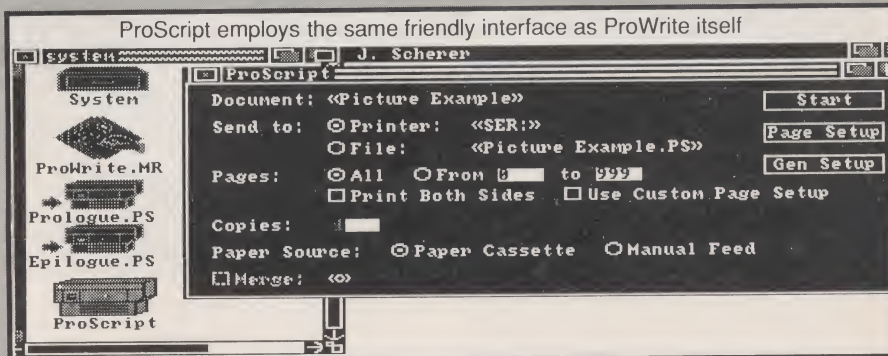 ProScript employs the same friendly interface as ProWrite itself
system
J. Scherer
System
ProWrite.MR
Prologue.PS
Epilogue.PS
ProScript
ProScript
Document: «Picture Example»
Start
Send to: Printer: «SER:»
Page Setup
File: «Picture Example.PS»
Gen Setup
Pages: All From 0 to 999
Print Both Sides Use Custom Page Setup
Copies:
Paper Source: Paper Cassette Manual Feed
Merge: «o»